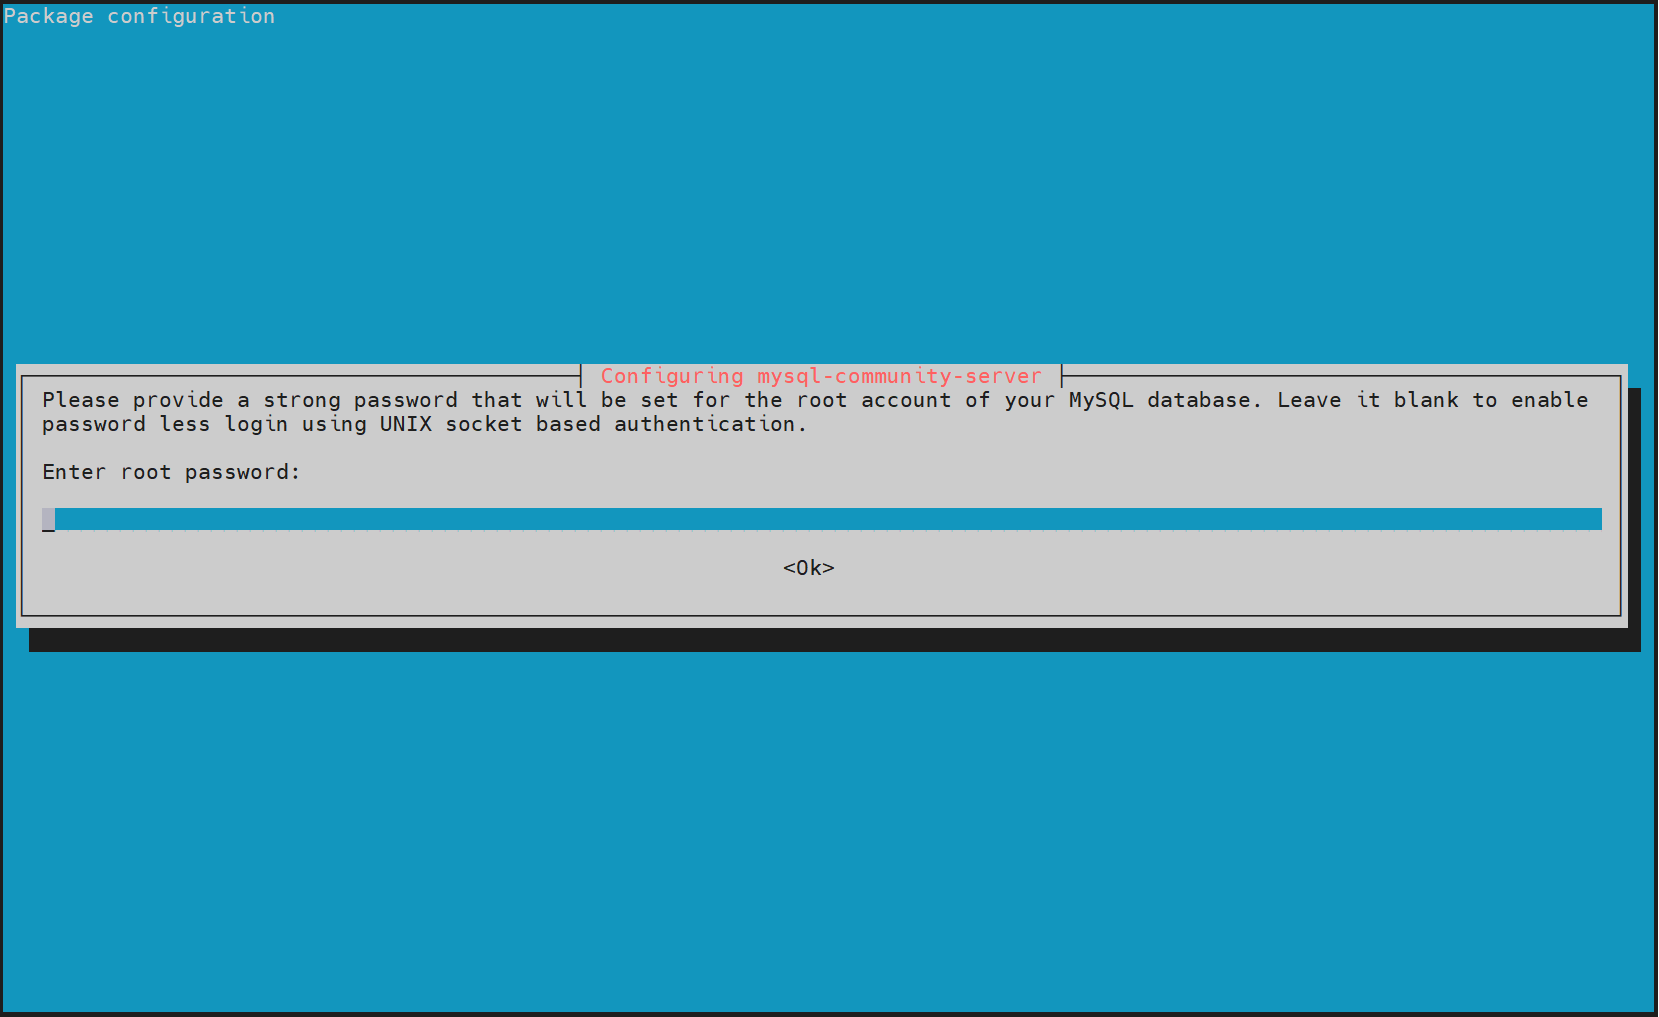 Package configuration
Configuring mysql-community-server
Please provide a strong password that will be set for the root account of your MySQL database. Leave it blank to enable
password less login using UNIX socket based authentication.
Enter root password:
<Ok>